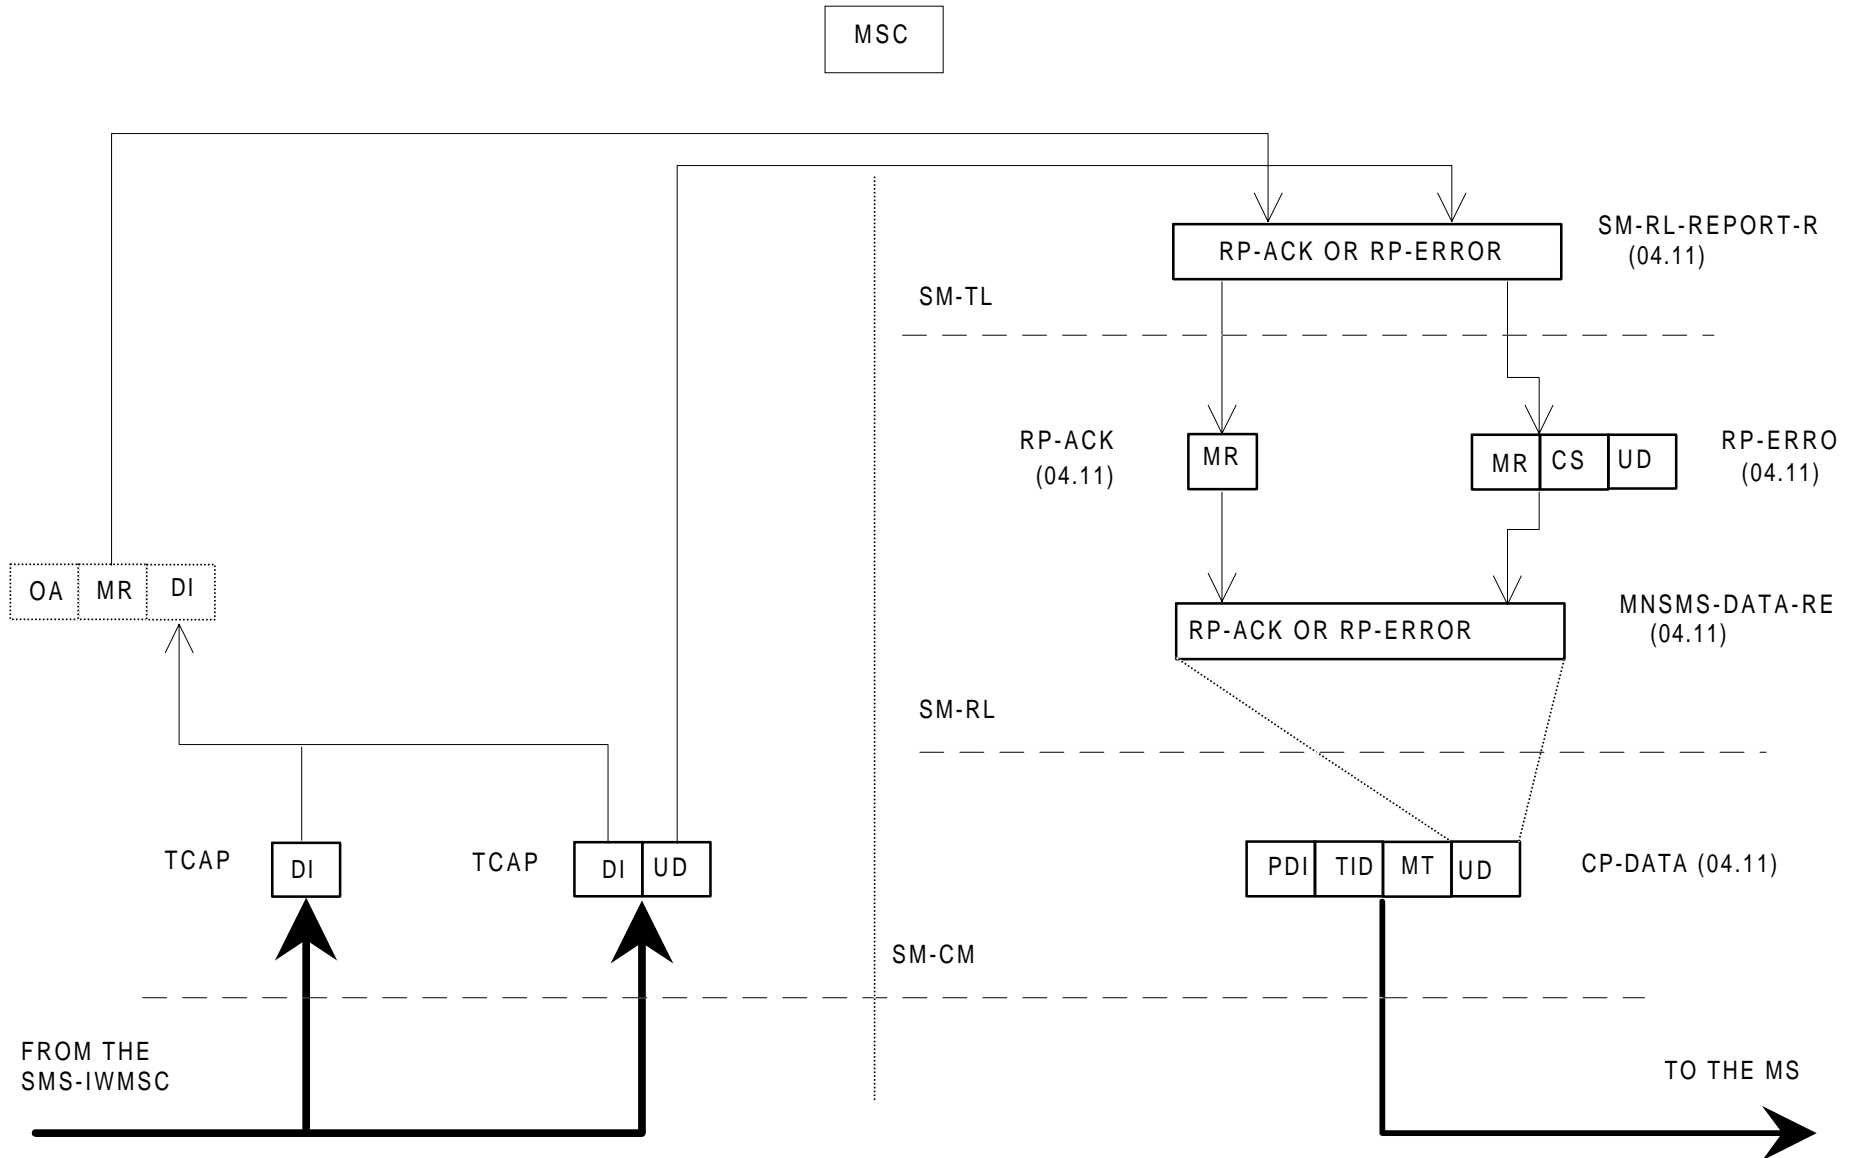 MSC
SM-RL-REPORT-R
(04.11)
RP-ACK OR RP-ERROR
SM-TL
RP-ACK
(04.11)
MR
MR CS UD
RP-ERRO
(04.11)
OA MR DI
MNSMS-DATA-RE
(04.11)
RP-ACK OR RP-ERROR
SM-RL
TCAP DI
TCAP DI UD
PDI TID MT UD
CP-DATA (04.11)
SM-CM
FROM THE
SMS-IWMSC
TO THE MS